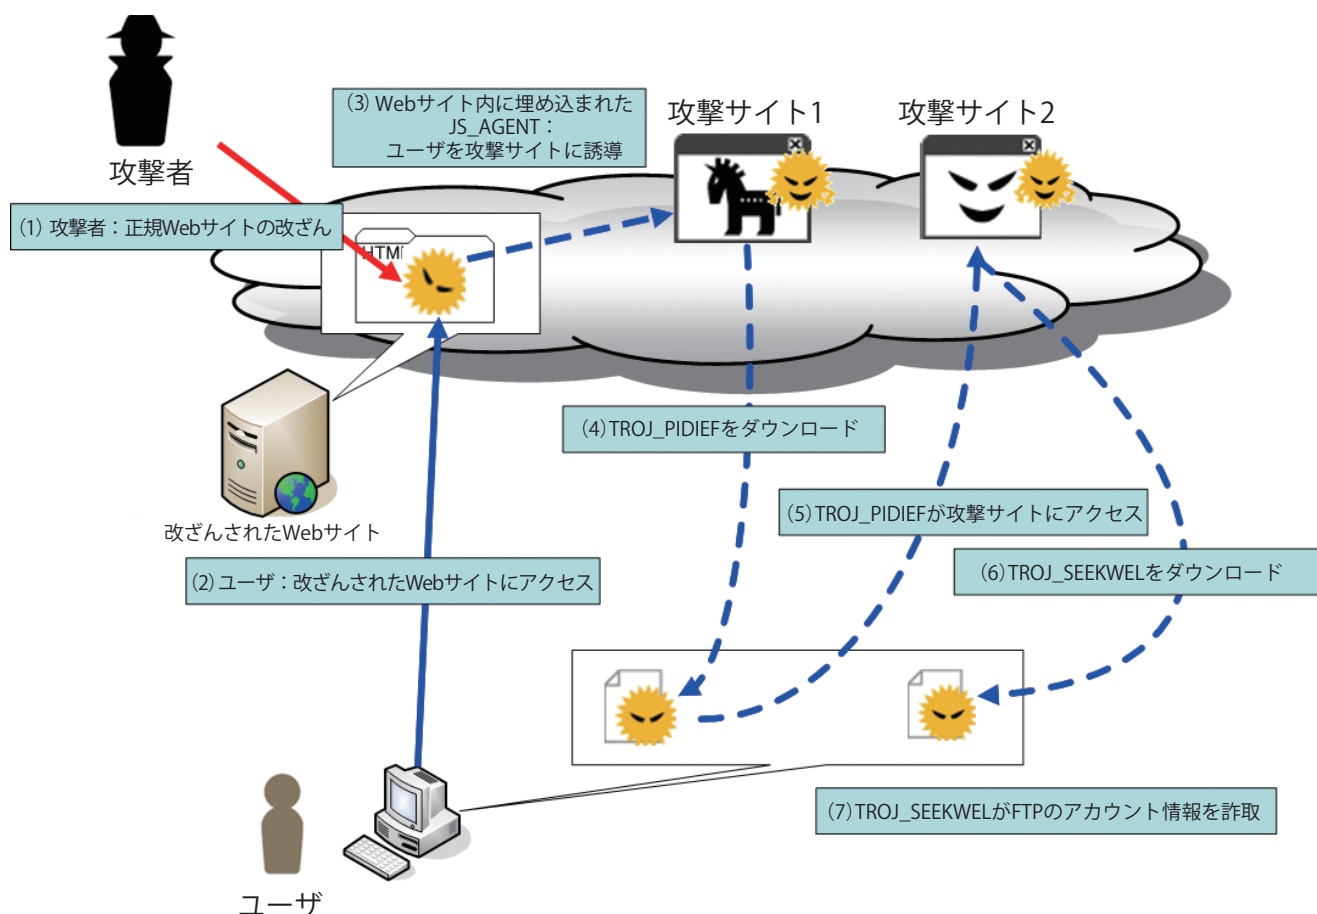 攻撃者
(1) 攻撃者：正規Webサイトの改ざん
(3) Webサイト内に埋め込まれた
JS_AGENT：
ユーザを攻撃サイトに誘導
攻撃サイト1
攻撃サイト2
HTM
(4) TROJ_PIDIEFをダウンロード
(5) TROJ_PIDIEFが攻撃サイトにアクセス
改ざんされたWebサイト
(2) ユーザ：改ざんされたWebサイトにアクセス
(6) TROJ_SEEKWELをダウンロード
(7) TROJ_SEEKWELがFTPのアカウント情報を詐取
ユーザ